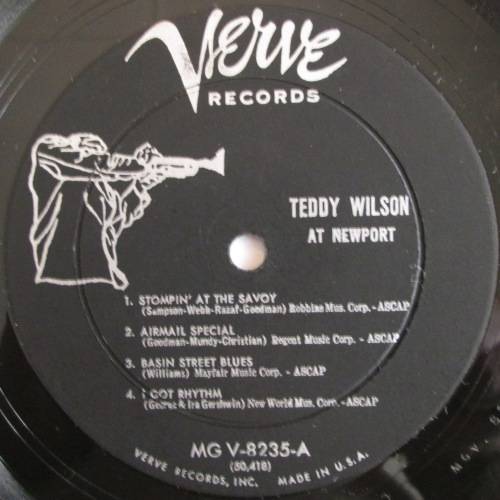 Verve
RECORDS
TEDDY WILSON
AT NEWPORT
1. STOMPIN' AT THE SAVOY
(Sampson-Webb-Razaf-Goodman) Robbins Mus. Corp. - ASCAP
2. AIRMAIL SPECIAL
(Goodman-Mundy-Christian) Regent Music Corp. - ASCAP
3. BASIN STREET BLUES
(Williams) Mayfair Music Corp. - ASCAP
4. I GOT RHYTHM
(George & Ira Gershwin) New World Mus. Corp. - ASCAP
MG V-8235-A
(50,418)
VERVE RECORDS, INC. MADE IN U.S.A.